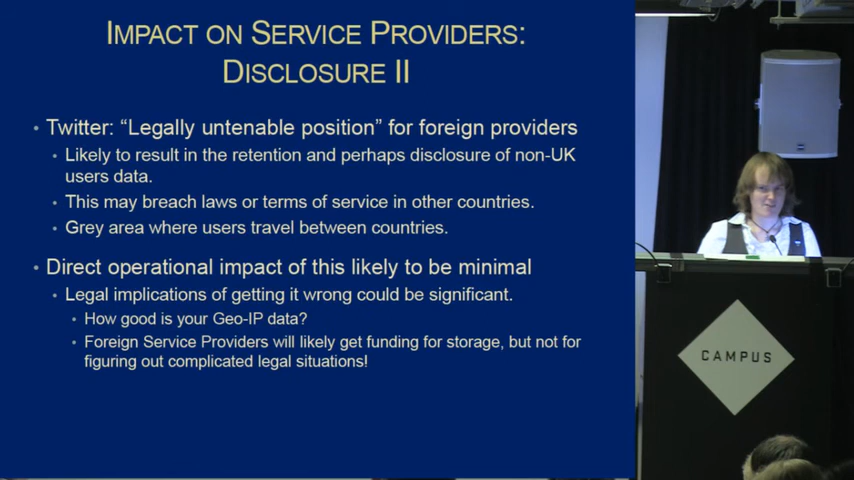 IMPACT ON SERVICE PROVIDERS:
DISCLOSURE II
• Twitter: “Legally untenable position” for foreign providers
• Likely to result in the retention and perhaps disclosure of non-UK
users data.
• This may breach laws or terms of service in other countries.
• Grey area where users travel between countries.
• Direct operational impact of this likely to be minimal
• Legal implications of getting it wrong could be significant.
• How good is your Geo-IP data?
• Foreign Service Providers will likely get funding for storage, but not for
figuring out complicated legal situations!
CAMPUS